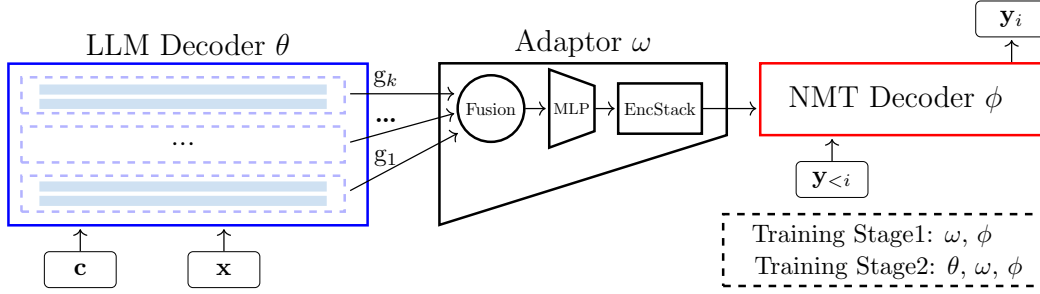 LLM Decoder θ
Adaptor ω
y_i
g_k
...
...
g_1
Fusion
MLP
EncStack
NMT Decoder ϕ
y_{<i}
c
x
Training Stage1: ω, ϕ
Training Stage2: θ, ω, ϕ